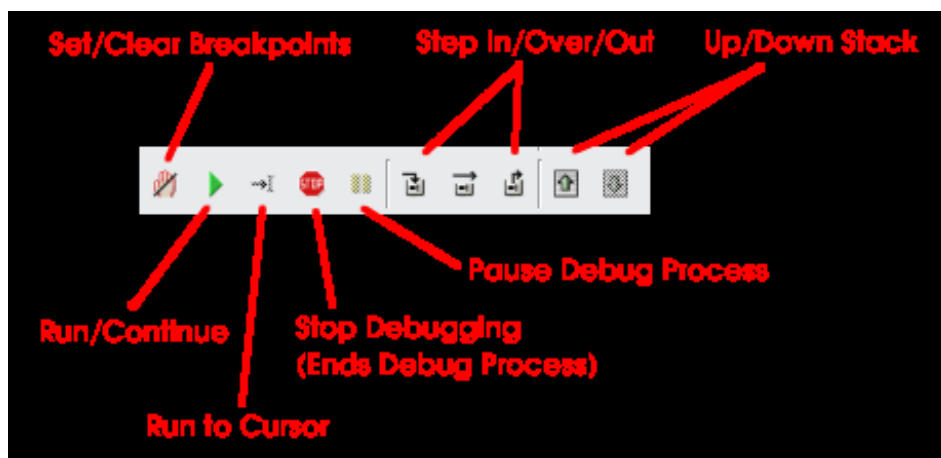 Set/Clear Breakpoints
Step In/Over/Out
Up/Down Stack
STOP
Pause Debug Process
Run/Continue
Stop Debugging
(Ends Debug Process)
Run to Cursor